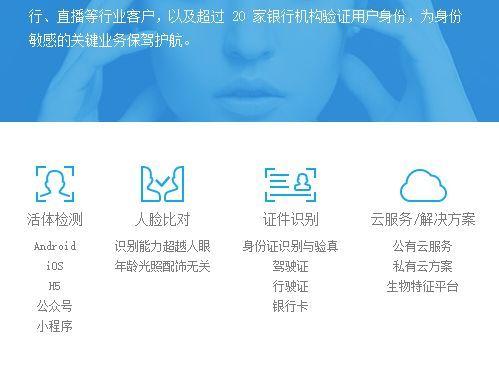 行、直播等行业客户，以及超过 20 家银行机构验证用户身份，为身份
敏感的关键业务保驾护航。
活体检测
Android
iOS
H5
公众号
小程序
人脸比对
识别能力超越人眼
年龄光照配饰无关
证件识别
身份证识别与验真
驾驶证
行驶证
银行卡
云服务/解决方案
公有云服务
私有云方案
生物特征平台